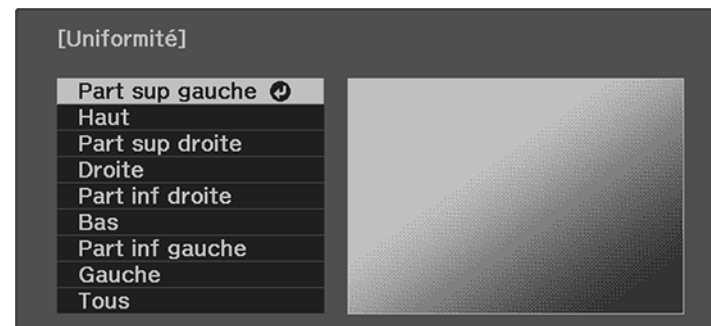 [Uniformité]
Part sup gauche
Haut
Part sup droite
Droite
Part inf droite
Bas
Part inf gauche
Gauche
Tous